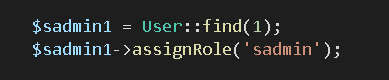 $sadmin1 = User::find(1);
$sadmin1->assignRole('sadmin');